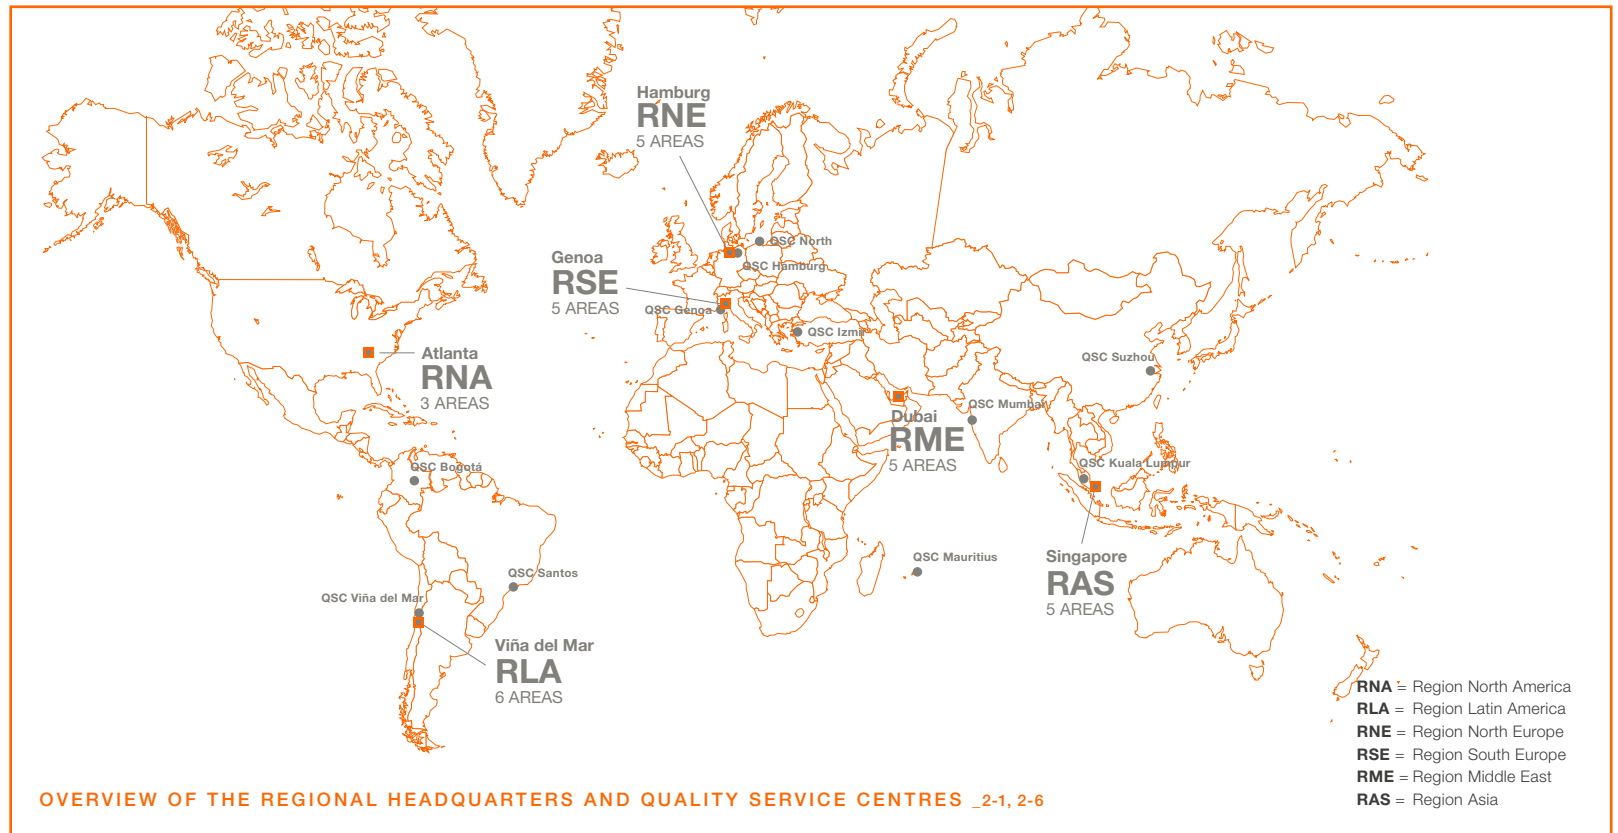 Hamburg
RNE
5 AREAS
QSC North
QSC Hamburg
Genoa
RSE
5 AREAS
QSC Genoa
QSC Izmir
Atlanta
RNA
3 AREAS
QSC Suzhou
QSC Mumbai
Dubai
RME
5 AREAS
QSC Bogotá
QSC Kuala Lumpur
QSC Mauritius
Singapore
RAS
5 AREAS
QSC Santos
QSC Viña del Mar
Viña del Mar
RLA
6 AREAS
RNA = Region North America
RLA = Region Latin America
RNE = Region North Europe
RSE = Region South Europe
RME = Region Middle East
RAS = Region Asia
OVERVIEW OF THE REGIONAL HEADQUARTERS AND QUALITY SERVICE CENTRES _2-1, 2-6